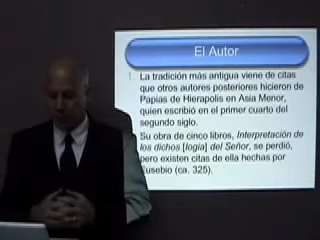 El Autor
1. La tradición más antigua viene de citas
que otros autores posteriores hicieron de
Papias de Hierapolis en Asia Menor,
quien escribió en el primer cuarto del
segundo siglo.
Su obra de cinco libros, Interpretación de
los dichos [logia] del Señor, se perdió,
pero existen citas de ella hechas por
Eusebio (ca. 325).